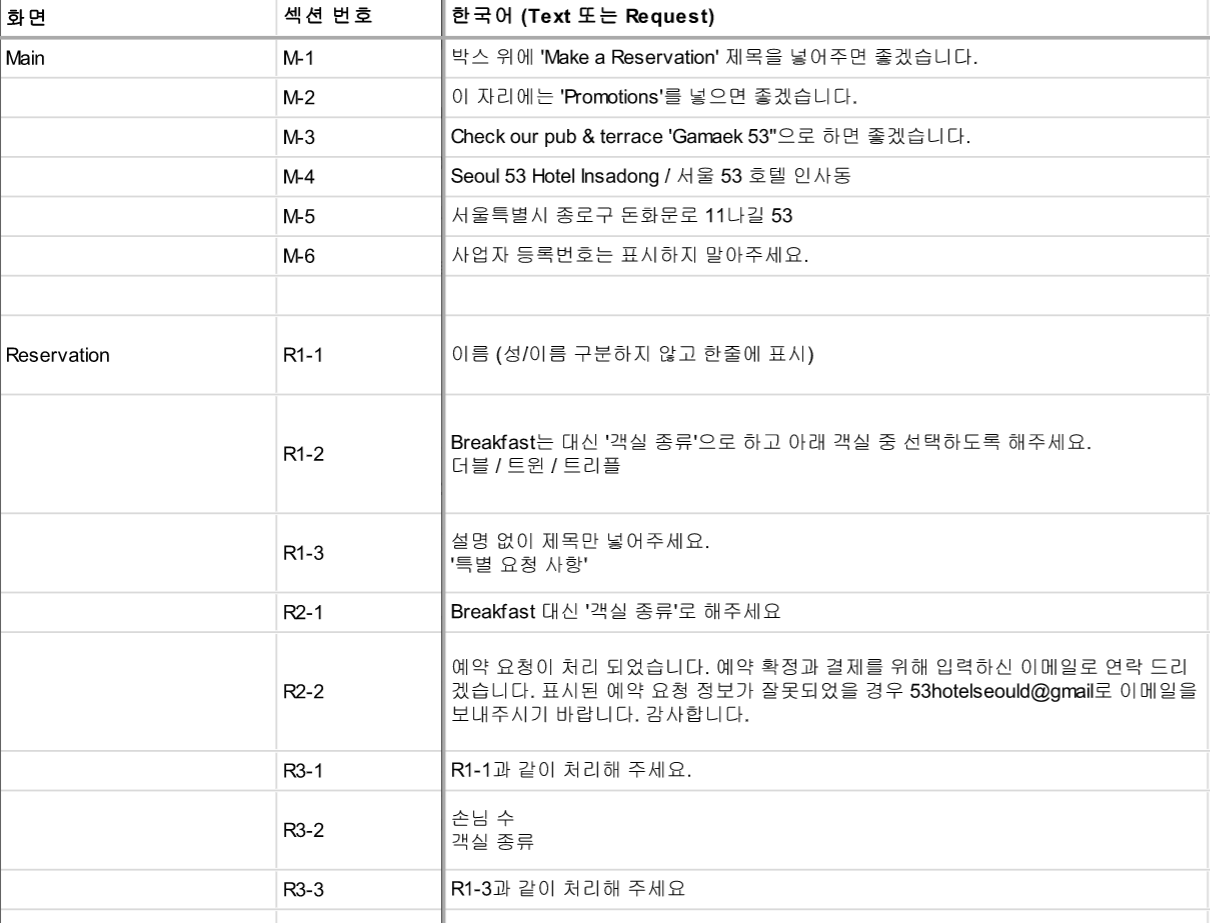 화면 섹션 번호 한국어 (Text 또는 Request)
Main M-1 박스 위에 'Make a Reservation' 제목을 넣어주면 좋겠습니다.
M-2 이 자리에는 'Promotions'를 넣으면 좋겠습니다.
M-3 Check our pub & terrace 'Gamaek 53"으로 하면 좋겠습니다.
M-4 Seoul 53 Hotel Insadong / 서울 53 호텔 인사동
M-5 서울특별시 종로구 돈화문로 11나길 53
M-6 사업자 등록번호는 표시하지 말아주세요.
Reservation R1-1 이름 (성/이름 구분하지 않고 한줄에 표시)
R1-2 Breakfast는 대신 '객실 종류'으로 하고 아래 객실 중 선택하도록 해주세요.
더블 / 트윈 / 트리플
R1-3 설명 없이 제목만 넣어주세요.
'특별 요청 사항'
R2-1 Breakfast 대신 '객실 종류'로 해주세요
R2-2 예약 요청이 처리 되었습니다. 예약 확정과 결제를 위해 입력하신 이메일로 연락 드리
겠습니다. 표시된 예약 요청 정보가 잘못되었을 경우 53hotelseould@gmail로 이메일을
보내주시기 바랍니다. 감사합니다.
R3-1 R1-1과 같이 처리해 주세요.
R3-2 손님 수
객실 종류
R3-3 R1-3과 같이 처리해 주세요